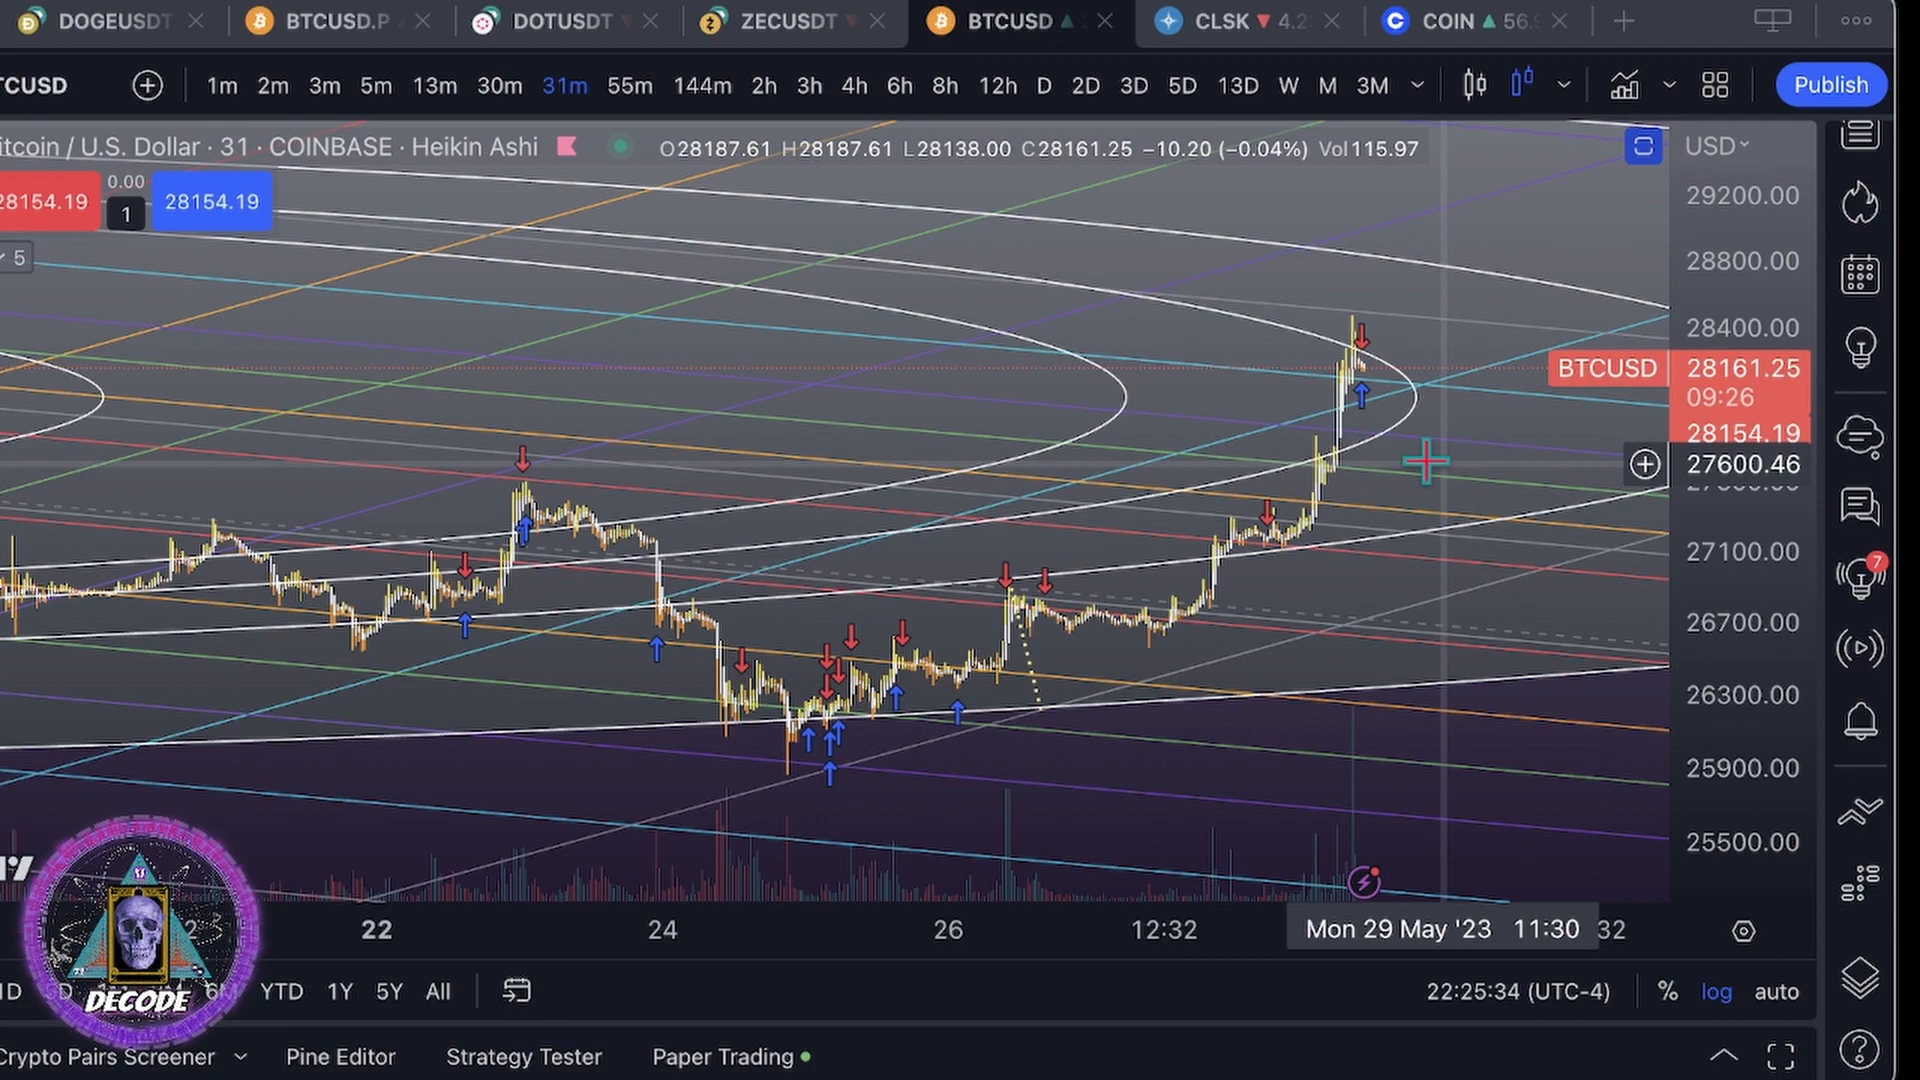 DOGEUSDT BTCUSD.P DOTUSDT ZECUSDT BTCUSD CLSK 4.2 COIN 56.
TCUSD 1m 2m 3m 5m 13m 30m 31m 55m 144m 2h 3h 4h 6h 8h 12h D 2D 3D 5D 13D W M 3M Publish
itcoin / U.S. Dollar · 31 · COINBASE · Heikin Ashi O28187.61 H28187.61 L28138.00 C28161.25 −10.20 (−0.04%) Vol115.97 USD
28154.19 0.00 1 28154.19
5
29200.00
28800.00
28400.00
BTCUSD 28161.25
09:26
28154.19
27600.46
27100.00
26700.00
26300.00
25900.00
25500.00
7
22 24 26 12:32 Mon 29 May '23 11:30 32
DECODE
YTD 1Y 5Y All 22:25:34 (UTC-4) % log auto
Crypto Pairs Screener Pine Editor Strategy Tester Paper Trading